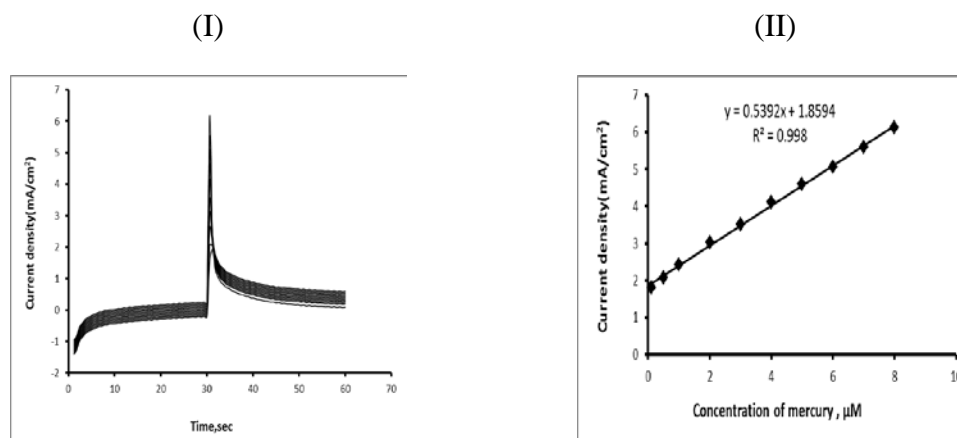 (I)
(II)
7
6
5
4
3
2
1
0
-1
-2
0 10 20 30 40 50 60 70
Current density(mA/cm²)
Time,sec
7
6
5
4
3
2
1
0
0 2 4 6 8 10
y = 0.5392x + 1.8594
R² = 0.998
Current density(mA/cm²)
Concentration of mercury , µM